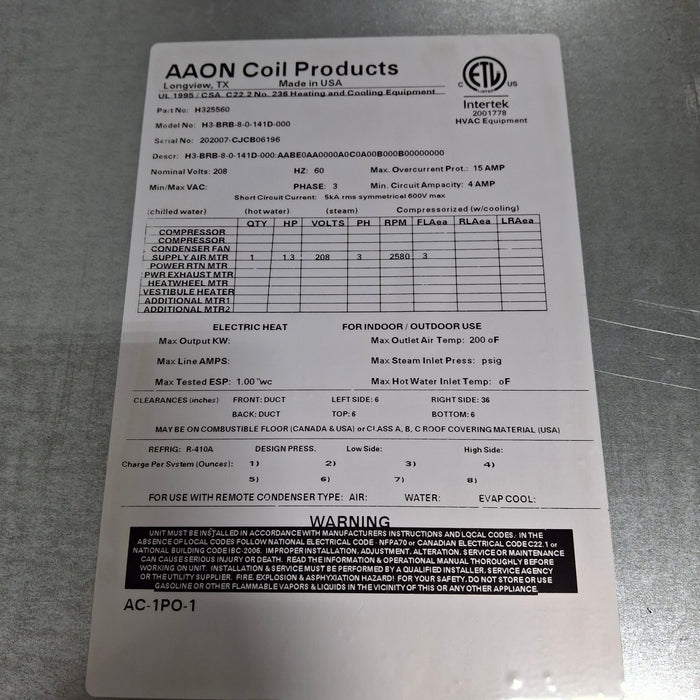 AAON Coil Products
Longview, TX Made in USA
UL 1995 / CSA C22.2 No. 236 Heating and Cooling Equipment
C ETL US
LISTED
Intertek
2001778
HVAC Equipment
Part No: H325560
Model No: H3-BRB-8-0-141D-000
Serial No: 202007-CJCB06196
Descr: H3-BRB-8-0-141D-000:AABE0AA0000A0C0A00B000B00000000
Nominal Volts: 208 HZ: 60 Max. Overcurrent Prot.: 15 AMP
Min/Max VAC: PHASE: 3 Min. Circuit Ampacity: 4 AMP
Short Circuit Current: 5kA rms symmetrical 600V max
(chilled water) (hot water) (steam) Compressorized (w/cooling)
QTY HP VOLTS PH RPM FLAea RLAea LRAea
COMPRESSOR
COMPRESSOR
CONDENSER FAN
SUPPLY AIR MTR 1 1.3 208 3 2580 3
POWER RTN MTR
PWR EXHAUST MTR
HEATWHEEL MTR
VESTIBULE HEATER
ADDITIONAL MTR1
ADDITIONAL MTR2
ELECTRIC HEAT FOR INDOOR / OUTDOOR USE
Max Output KW: Max Outlet Air Temp: 200 oF
Max Line AMPS: Max Steam Inlet Press: psig
Max Tested ESP: 1.00 "wc Max Hot Water Inlet Temp: oF
CLEARANCES (inches) FRONT: DUCT LEFT SIDE: 6 RIGHT SIDE: 36
BACK: DUCT TOP: 6 BOTTOM: 6
MAY BE ON COMBUSTIBLE FLOOR (CANADA & USA) or CLASS A, B, C ROOF COVERING MATERIAL (USA)
REFRIG: R-410A DESIGN PRESS. Low Side: High Side:
Charge Per System (Ounces): 1) 2) 3) 4)
5) 6) 7) 8)
FOR USE WITH REMOTE CONDENSER TYPE: AIR: WATER: EVAP COOL:
WARNING
UNIT MUST BE INSTALLED IN ACCORDANCE WITH MANUFACTURERS INSTRUCTIONS AND LOCAL CODES. IN THE
ABSENCE OF LOCAL CODES FOLLOW NATIONAL ELECTRICAL CODE - NFPA70 or CANADIAN ELECTRICAL CODE C22.1 or
NATIONAL BUILDING CODE IBC 2006. IMPROPER INSTALLATION, ADJUSTMENT, ALTERATION, SERVICE OR MAINTENANCE
CAN CAUSE SERIOUS INJURY OR DEATH. READ THE INFORMATION & OPERATIONAL MANUAL THOROUGHLY BEFORE
WORKING ON UNIT. INSTALLATION & SERVICE MUST BE PERFORMED BY A QUALIFIED INSTALLER, SERVICE AGENCY
OR THE UTILITY SUPPLIER. FIRE, EXPLOSION & ASPHYXIATION HAZARD! FOR YOUR SAFETY, DO NOT STORE OR USE
GASOLINE OR OTHER FLAMMABLE VAPORS & LIQUIDS IN THE VICINITY OF THIS OR ANY OTHER APPLIANCE.
AC-1PO-1